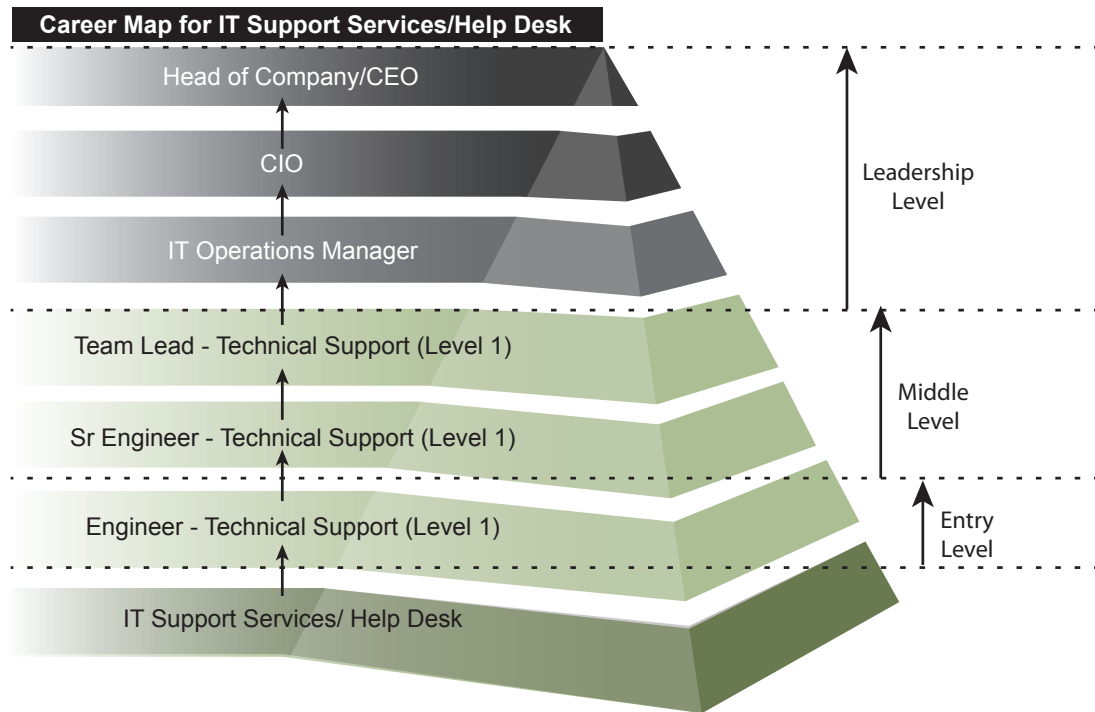 Career Map for IT Support Services/Help Desk
Head of Company/CEO
CIO
IT Operations Manager
Team Lead - Technical Support (Level 1)
Sr Engineer - Technical Support (Level 1)
Engineer - Technical Support (Level 1)
IT Support Services/ Help Desk
Leadership
Level
Middle
Level
Entry
Level